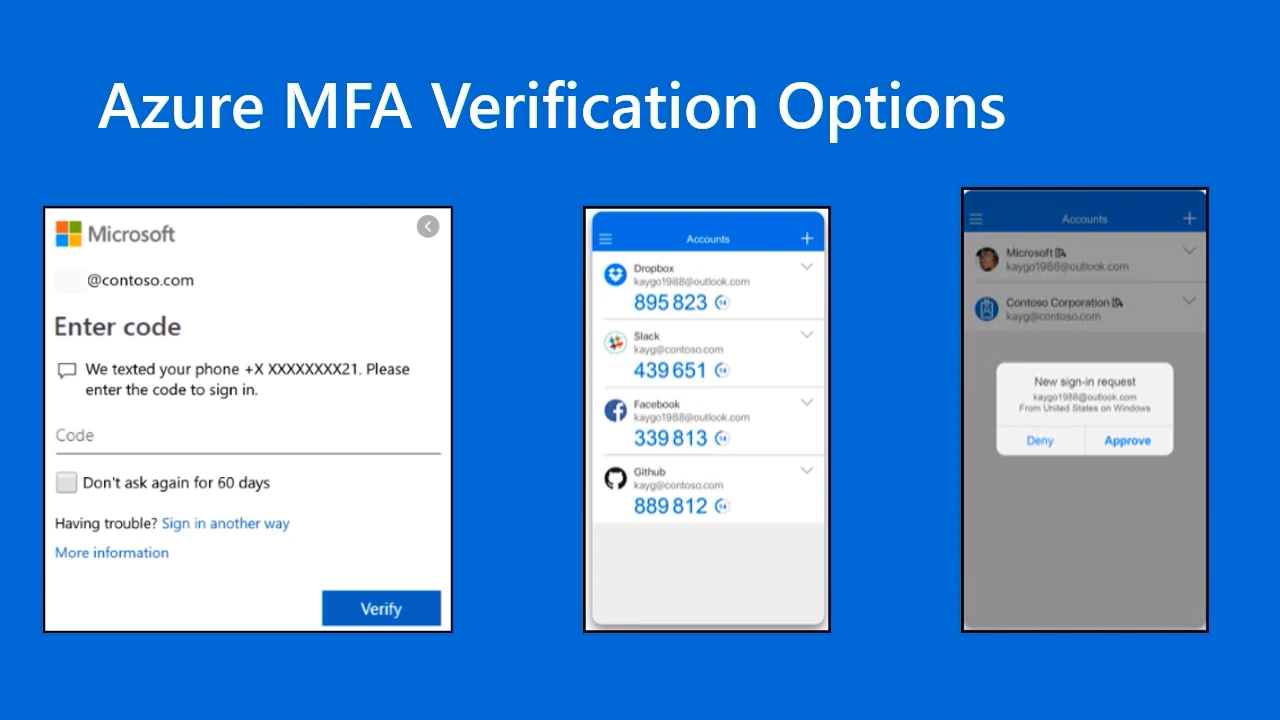 Azure MFA Verification Options
Microsoft
@contoso.com
Enter code
We texted your phone +X XXXXXXXX21. Please
enter the code to sign in.
Code
Don't ask again for 60 days
Having trouble? Sign in another way
More information
Verify
Accounts
Dropbox
kaygo1988@outlook.com
895 823
Slack
kayg@contoso.com
439 651
Facebook
kaygo1988@outlook.com
339 813
Github
kayg@contoso.com
889 812
Accounts
Microsoft
kaygo1988@outlook.com
Contoso Corporation
kayg@contoso.com
New sign-in request
kaygo1988@outlook.com
From United States on Windows
Deny
Approve